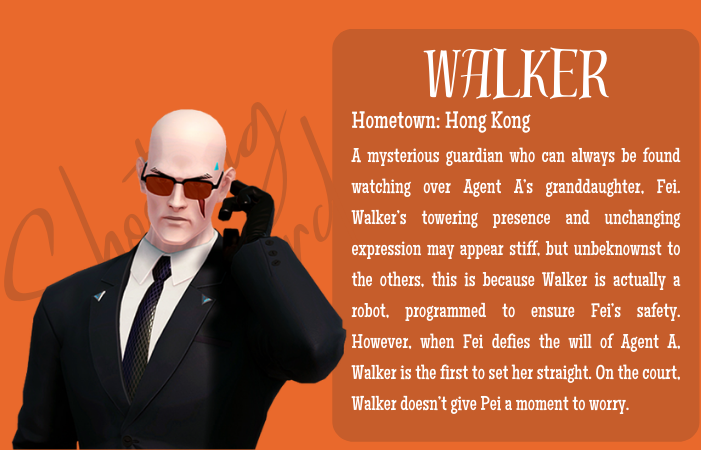 WALKER
Hometown: Hong Kong
A mysterious guardian who can always be found
watching over Agent A's granddaughter, Fei.
Walker's towering presence and unchanging
expression may appear stiff, but unbeknownst to
the others, this is because Walker is actually a
robot, programmed to ensure Fei's safety.
However, when Fei defies the will of Agent A,
Walker is the first to set her straight. On the court,
Walker doesn't give Pei a moment to worry.